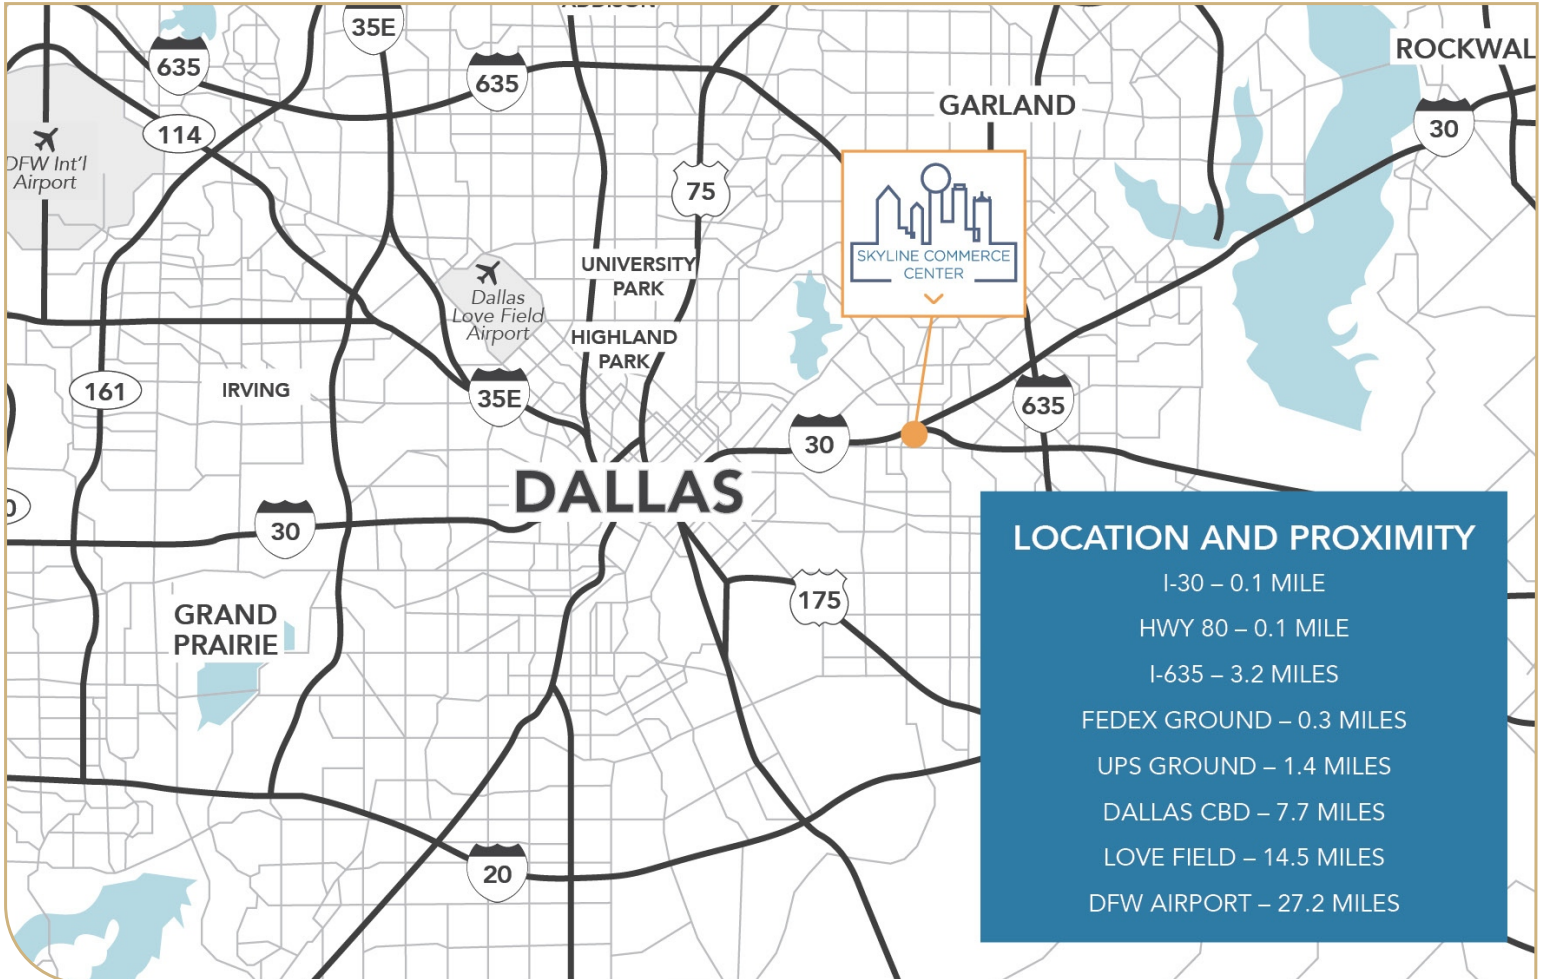 ADDISON
35E
ROCKWAL
635
635
GARLAND
30
114
DFW Int'l
Airport
75
SKYLINE COMMERCE
CENTER
UNIVERSITY
PARK
Dallas
Love Field
Airport
HIGHLAND
PARK
161
IRVING
35E
635
30
DALLAS
30
LOCATION AND PROXIMITY
I-30 – 0.1 MILE
HWY 80 – 0.1 MILE
I-635 – 3.2 MILES
FEDEX GROUND – 0.3 MILES
UPS GROUND – 1.4 MILES
DALLAS CBD – 7.7 MILES
LOVE FIELD – 14.5 MILES
DFW AIRPORT – 27.2 MILES
175
GRAND
PRAIRIE
20